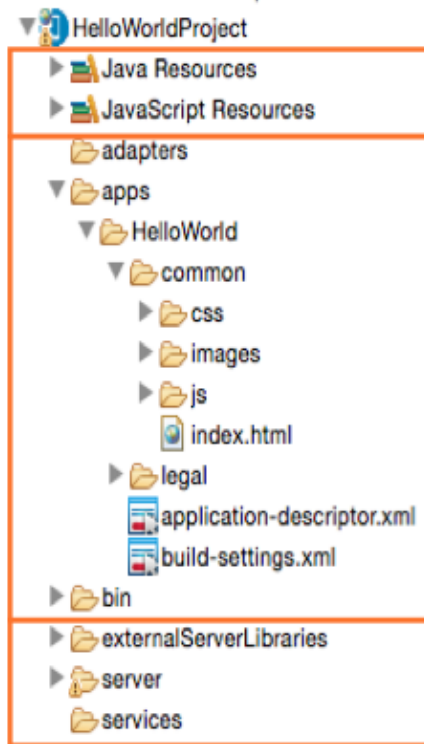 HelloWorldProject
Java Resources
JavaScript Resources
adapters
apps
HelloWorld
common
css
images
js
index.html
legal
application-descriptor.xml
build-settings.xml
bin
externalServerLibraries
server
services